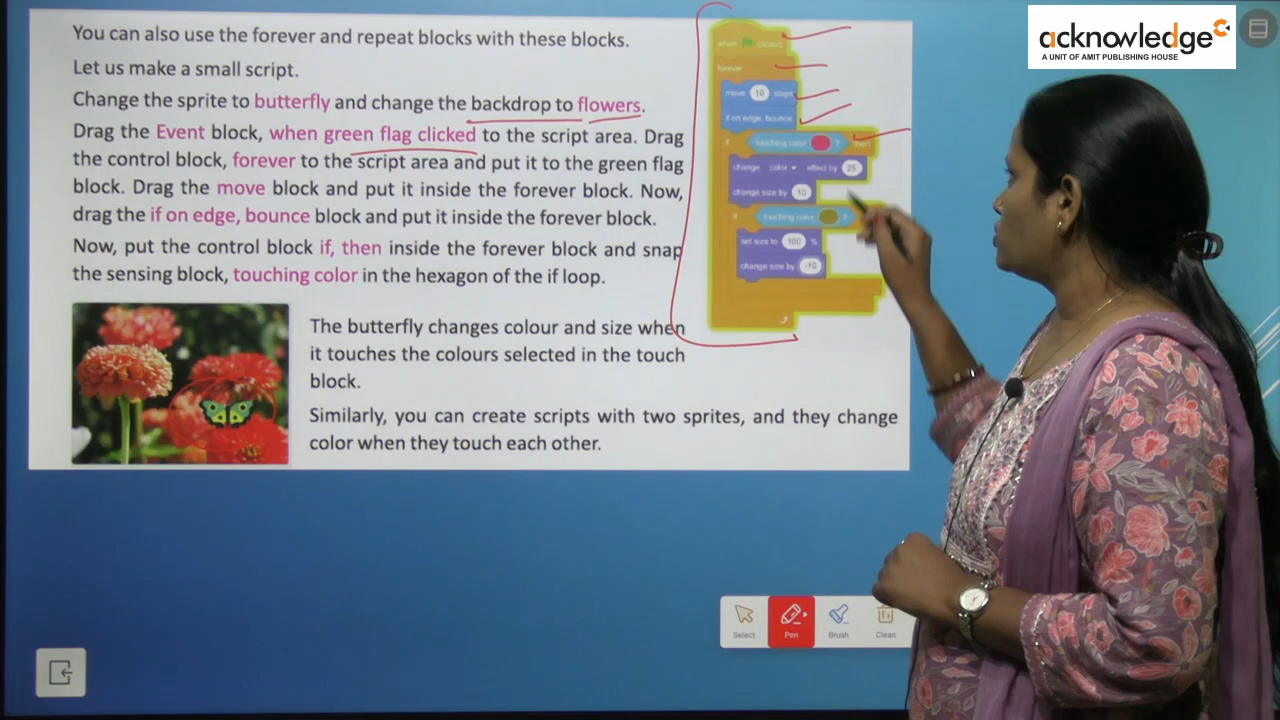 You can also use the forever and repeat blocks with these blocks.
Let us make a small script.
Change the sprite to butterfly and change the backdrop to flowers.
Drag the Event block, when green flag clicked to the script area. Drag
the control block, forever to the script area and put it to the green flag
block. Drag the move block and put it inside the forever block. Now,
drag the if on edge, bounce block and put it inside the forever block.
Now, put the control block if, then inside the forever block and snap
the sensing block, touching color in the hexagon of the if loop.
The butterfly changes colour and size when
it touches the colours selected in the touch
block.
Similarly, you can create scripts with two sprites, and they change
color when they touch each other.
when clicked
forever
move 10 steps
if on edge, bounce
if touching color ? then
change color effect by 25
change size by 10
if touching color ?
set size to 100 %
change size by -10
acknowledge
A UNIT OF AMIT PUBLISHING HOUSE
Select
Pen
Brush
Clean